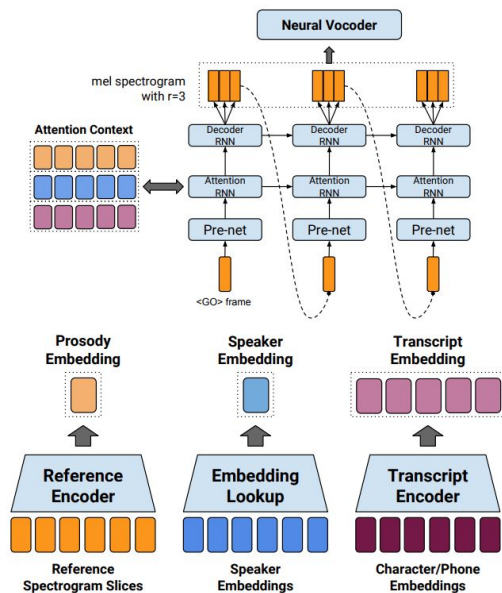 Neural Vocoder
mel spectrogram
with r=3
Attention Context
Decoder
RNN
Decoder
RNN
Decoder
RNN
Attention
RNN
Attention
RNN
Attention
RNN
Pre-net
Pre-net
Pre-net
<GO> frame
Prosody
Embedding
Speaker
Embedding
Transcript
Embedding
Reference
Encoder
Embedding
Lookup
Transcript
Encoder
Reference
Spectrogram Slices
Speaker
Embeddings
Character/Phone
Embeddings